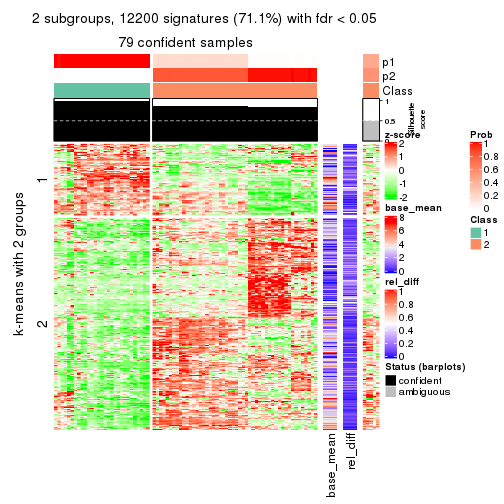 2 subgroups, 12200 signatures (71.1%) with fdr < 0.05
79 confident samples
p1
p2
Class
1
0.5
0
Silhouette
score
k-means with 2 groups
1
2
base_mean
rel_diff
z-score
2
1
0
-1
-2
base_mean
8
6
4
2
0
rel_diff
1
0.8
0.6
0.4
0.2
0
Status (barplots)
confident
ambiguous
Prob
1
0.8
0.6
0.4
0.2
0
Class
1
2